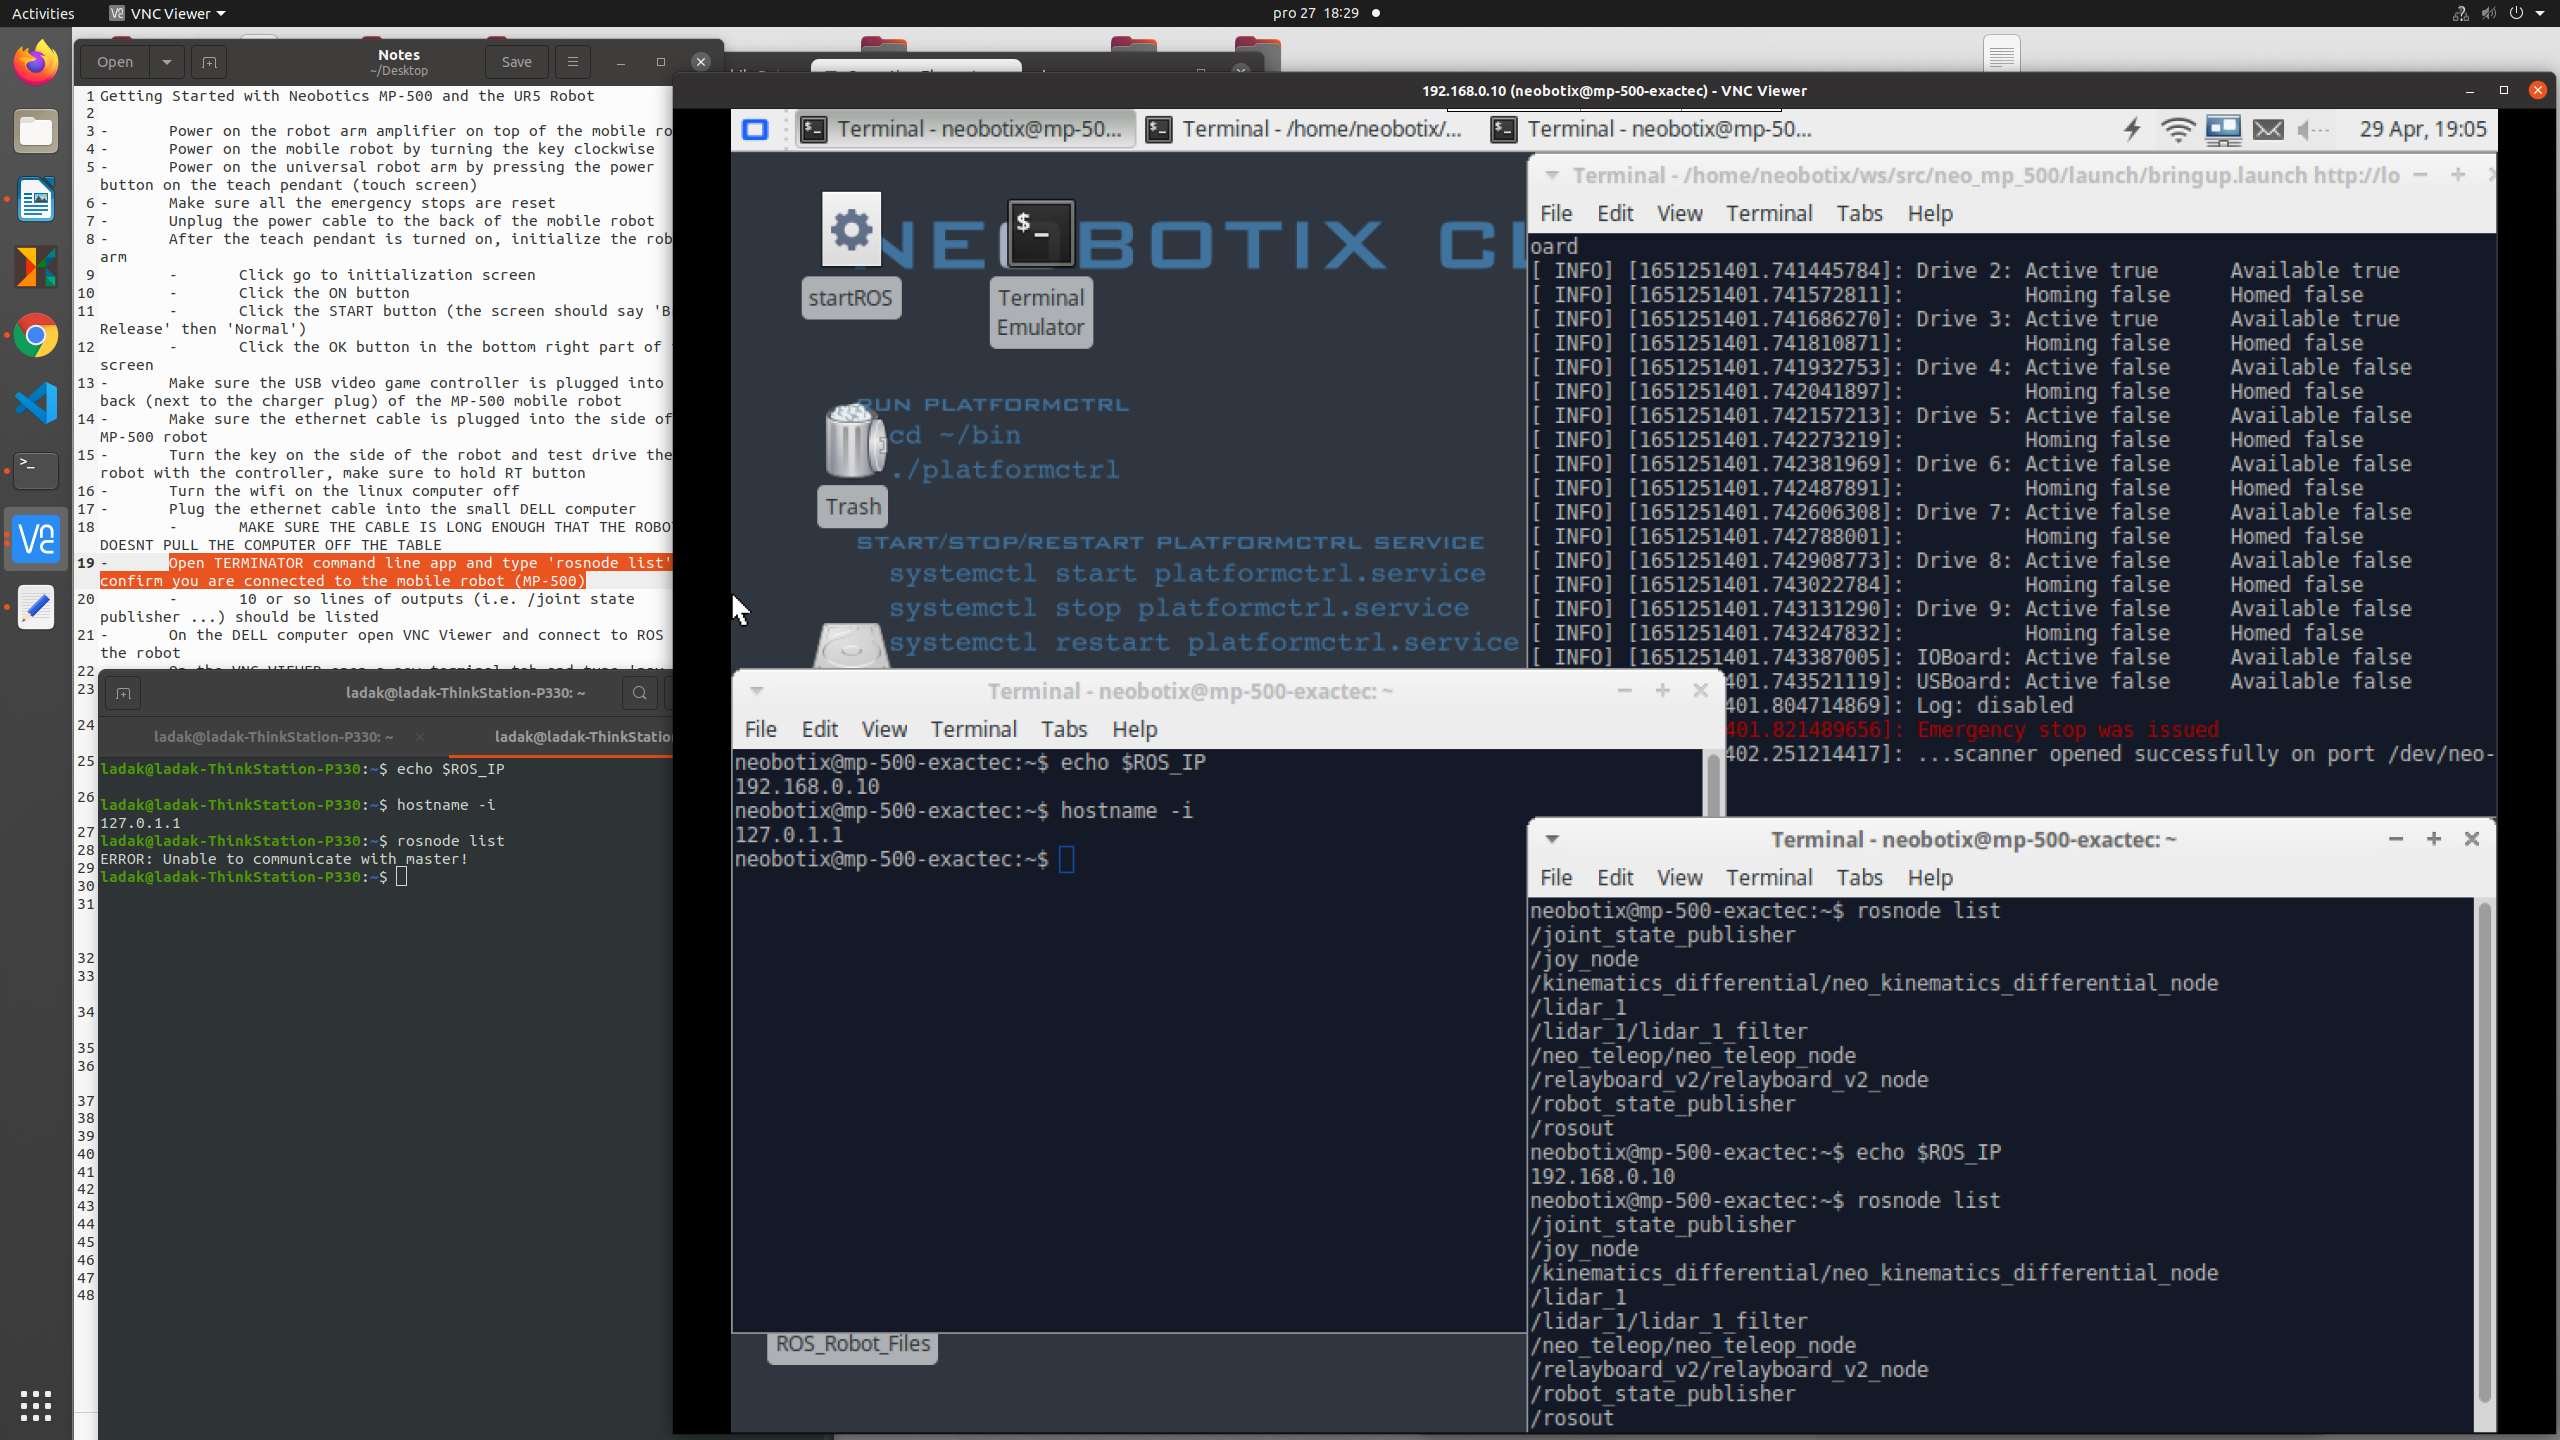 Activities
VNC Viewer
pro 27 18:29
Open
Notes
~/Desktop
Save
1 Getting Started with Neobotics MP-500 and the UR5 Robot
2
3 - Power on the robot arm amplifier on top of the mobile ro
4 - Power on the mobile robot by turning the key clockwise
5 - Power on the universal robot arm by pressing the power
button on the teach pendant (touch screen)
6 - Make sure all the emergency stops are reset
7 - Unplug the power cable to the back of the mobile robot
8 - After the teach pendant is turned on, initialize the rob
arm
9 - Click go to initialization screen
10 - Click the ON button
11 - Click the START button (the screen should say 'B
Release' then 'Normal')
12 - Click the OK button in the bottom right part of
screen
13 - Make sure the USB video game controller is plugged into
back (next to the charger plug) of the MP-500 mobile robot
14 - Make sure the ethernet cable is plugged into the side of
MP-500 robot
15 - Turn the key on the side of the robot and test drive the
robot with the controller, make sure to hold RT button
16 - Turn the wifi on the linux computer off
17 - Plug the ethernet cable into the small DELL computer
18 - MAKE SURE THE CABLE IS LONG ENOUGH THAT THE ROBO
DOESNT PULL THE COMPUTER OFF THE TABLE
19 - Open TERMINATOR command line app and type 'rosnode list'
confirm you are connected to the mobile robot (MP-500)
20 - 10 or so lines of outputs (i.e. /joint state
publisher ...) should be listed
21 - On the DELL computer open VNC Viewer and connect to ROS
the robot
22
23
24
25
26
27
28
29
30
31
32
33
34
35
36
37
38
39
40
41
42
43
44
45
46
47
48
ladak@ladak-ThinkStation-P330: ~
ladak@ladak-ThinkStation-P330: ~
ladak@ladak-ThinkStatio
ladak@ladak-ThinkStation-P330:~$ echo $ROS_IP
ladak@ladak-ThinkStation-P330:~$ hostname -i
127.0.1.1
ladak@ladak-ThinkStation-P330:~$ rosnode list
ERROR: Unable to communicate with master!
ladak@ladak-ThinkStation-P330:~$
192.168.0.10 (neobotix@mp-500-exactec) - VNC Viewer
Terminal - neobotix@mp-50...
Terminal - /home/neobotix/...
Terminal - neobotix@mp-50...
29 Apr, 19:05
startROS
Terminal
Emulator
Trash
ROS_Robot_Files
NEOBOTIX CL
RUN PLATFORMCTRL
cd ~/bin
./platformctrl
START/STOP/RESTART PLATFORMCTRL SERVICE
systemctl start platformctrl.service
systemctl stop platformctrl.service
systemctl restart platformctrl.service
Terminal - /home/neobotix/ws/src/neo_mp_500/launch/bringup.launch http://lo
File Edit View Terminal Tabs Help
oard
[ INFO] [1651251401.741445784]: Drive 2: Active true Available true
[ INFO] [1651251401.741572811]: Homing false Homed false
[ INFO] [1651251401.741686270]: Drive 3: Active true Available true
[ INFO] [1651251401.741810871]: Homing false Homed false
[ INFO] [1651251401.741932753]: Drive 4: Active false Available false
[ INFO] [1651251401.742041897]: Homing false Homed false
[ INFO] [1651251401.742157213]: Drive 5: Active false Available false
[ INFO] [1651251401.742273219]: Homing false Homed false
[ INFO] [1651251401.742381969]: Drive 6: Active false Available false
[ INFO] [1651251401.742487891]: Homing false Homed false
[ INFO] [1651251401.742606308]: Drive 7: Active false Available false
[ INFO] [1651251401.742788001]: Homing false Homed false
[ INFO] [1651251401.742908773]: Drive 8: Active false Available false
[ INFO] [1651251401.743022784]: Homing false Homed false
[ INFO] [1651251401.743131290]: Drive 9: Active false Available false
[ INFO] [1651251401.743247832]: Homing false Homed false
[ INFO] [1651251401.743387005]: IOBoard: Active false Available false
401.743521119]: USBoard: Active false Available false
401.804714869]: Log: disabled
401.821489656]: Emergency stop was issued
402.251214417]: ...scanner opened successfully on port /dev/neo-
Terminal - neobotix@mp-500-exactec: ~
File Edit View Terminal Tabs Help
neobotix@mp-500-exactec:~$ echo $ROS_IP
192.168.0.10
neobotix@mp-500-exactec:~$ hostname -i
127.0.1.1
neobotix@mp-500-exactec:~$
Terminal - neobotix@mp-500-exactec: ~
File Edit View Terminal Tabs Help
neobotix@mp-500-exactec:~$ rosnode list
/joint_state_publisher
/joy_node
/kinematics_differential/neo_kinematics_differential_node
/lidar_1
/lidar_1/lidar_1_filter
/neo_teleop/neo_teleop_node
/relayboard_v2/relayboard_v2_node
/robot_state_publisher
/rosout
neobotix@mp-500-exactec:~$ echo $ROS_IP
192.168.0.10
neobotix@mp-500-exactec:~$ rosnode list
/joint_state_publisher
/joy_node
/kinematics_differential/neo_kinematics_differential_node
/lidar_1
/lidar_1/lidar_1_filter
/neo_teleop/neo_teleop_node
/relayboard_v2/relayboard_v2_node
/robot_state_publisher
/rosout